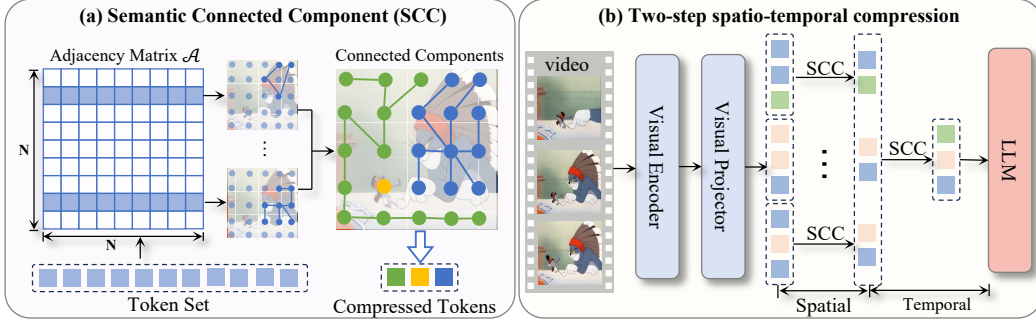 (a) Semantic Connected Component (SCC)
Adjacency Matrix 𝒜
Connected Components
N
N
Token Set
Compressed Tokens
(b) Two-step spatio-temporal compression
video
Visual Encoder
Visual Projector
SCC
SCC
SCC
LLM
Spatial
Temporal